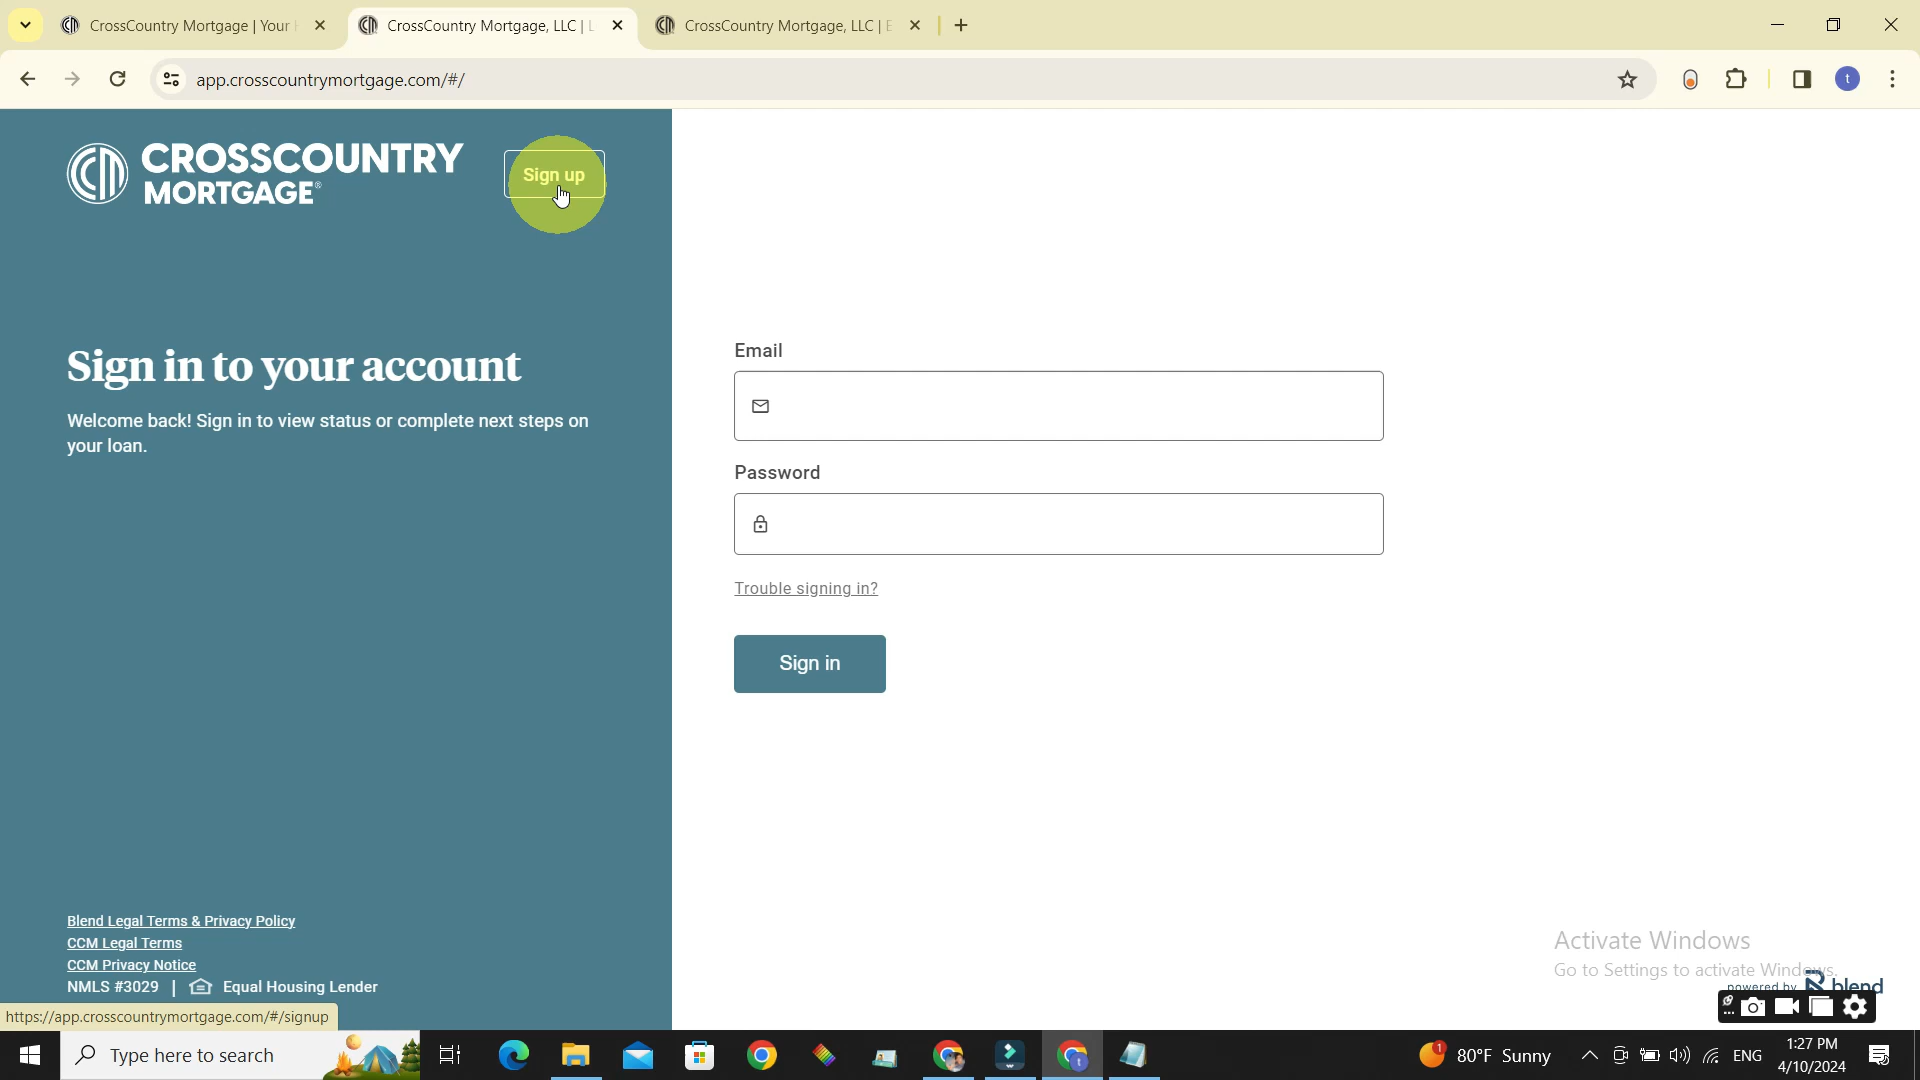 CrossCountry Mortgage | Your
CrossCountry Mortgage, LLC |
CrossCountry Mortgage, LLC |
app.crosscountrymortgage.com/#/
t
CROSSCOUNTRY
MORTGAGE®
Sign up
Sign in to your account
Welcome back! Sign in to view status or complete next steps on
your loan.
Email
Password
Trouble signing in?
Sign in
Blend Legal Terms & Privacy Policy
CCM Legal Terms
CCM Privacy Notice
NMLS #3029 | Equal Housing Lender
Activate Windows
Go to Settings to activate Windows.
powered by blend
https://app.crosscountrymortgage.com/#/signup
Type here to search
1
80°F Sunny
ENG
1:27 PM
4/10/2024